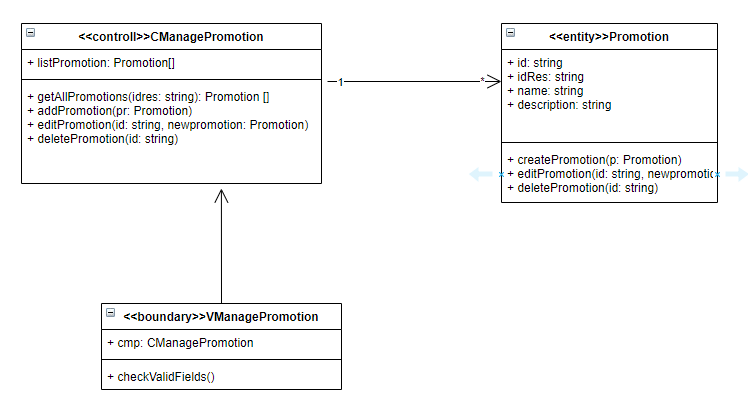 <<controll>>CManagePromotion
+ listPromotion: Promotion[]
+ getAllPromotions(idres: string): Promotion []
+ addPromotion(pr: Promotion)
+ editPromotion(id: string, newpromotion: Promotion)
+ deletePromotion(id: string)
1
*
<<entity>>Promotion
+ id: string
+ idRes: string
+ name: string
+ description: string
+ createPromotion(p: Promotion)
+ editPromotion(id: string, newpromotic
+ deletePromotion(id: string)
<<boundary>>VManagePromotion
+ cmp: CManagePromotion
+ checkValidFields()